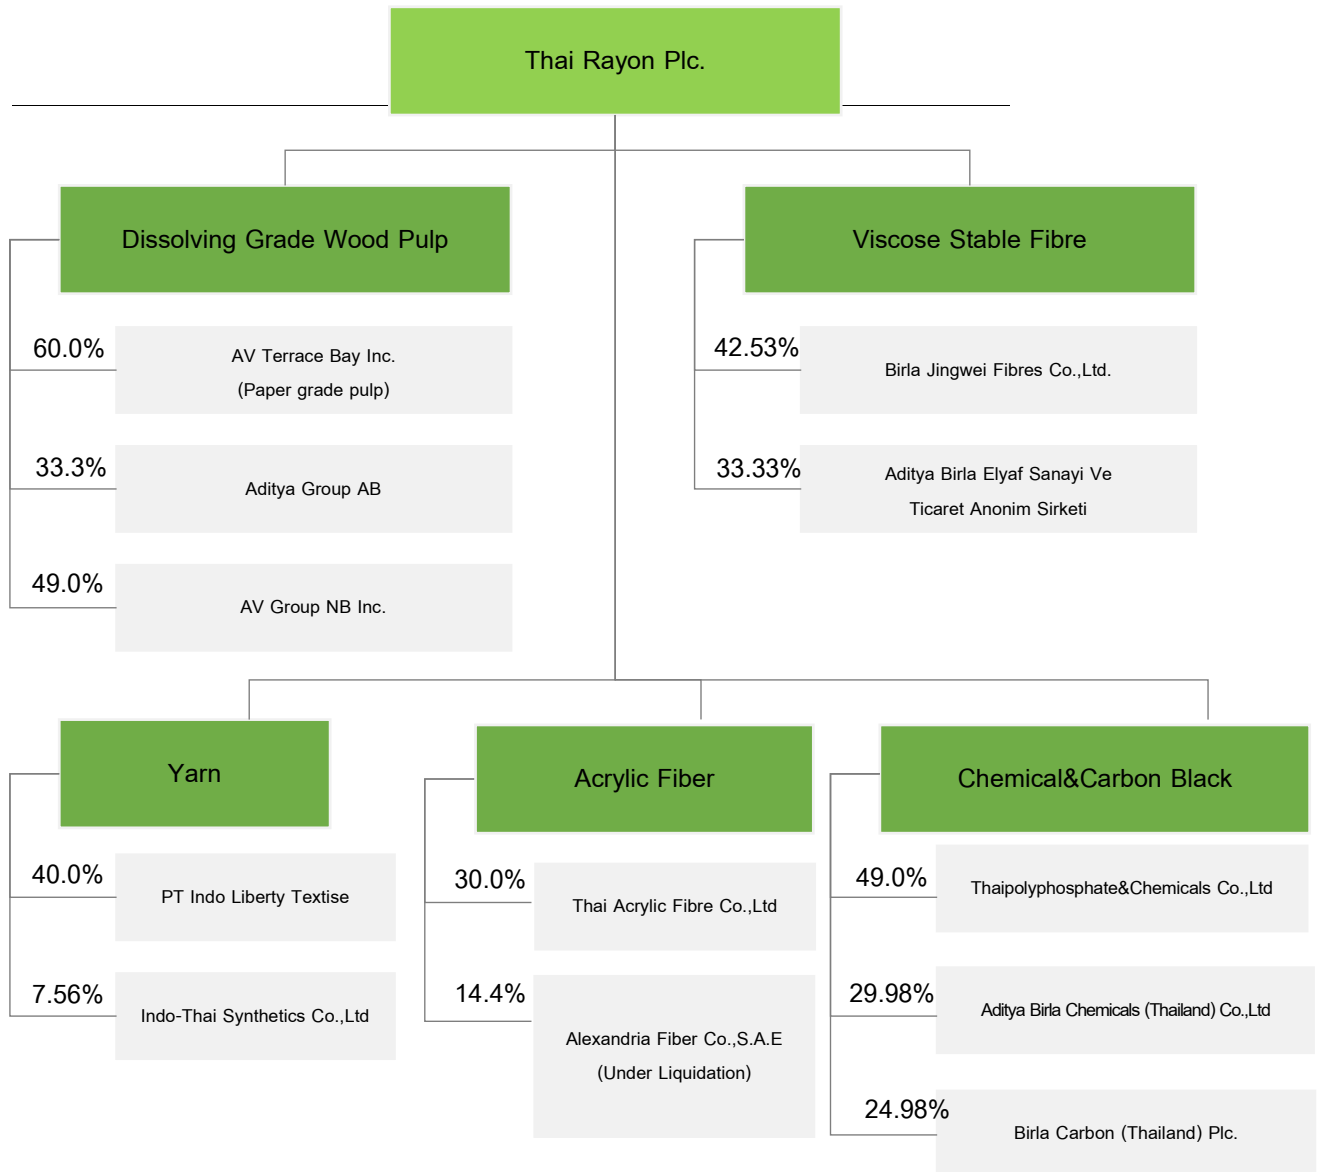 Thai Rayon Plc.
Dissolving Grade Wood Pulp
60.0%
AV Terrace Bay Inc.
(Paper grade pulp)
33.3%
Aditya Group AB
49.0%
AV Group NB Inc.
Viscose Stable Fibre
42.53%
Birla Jingwei Fibres Co.,Ltd.
33.33%
Aditya Birla Elyaf Sanayi Ve
Ticaret Anonim Sirketi
Yarn
40.0%
PT Indo Liberty Textise
7.56%
Indo-Thai Synthetics Co.,Ltd
Acrylic Fiber
30.0%
Thai Acrylic Fibre Co.,Ltd
14.4%
Alexandria Fiber Co.,S.A.E
(Under Liquidation)
Chemical&Carbon Black
49.0%
Thaipolyphosphate&Chemicals Co.,Ltd
29.98%
Aditya Birla Chemicals (Thailand) Co.,Ltd
24.98%
Birla Carbon (Thailand) Plc.